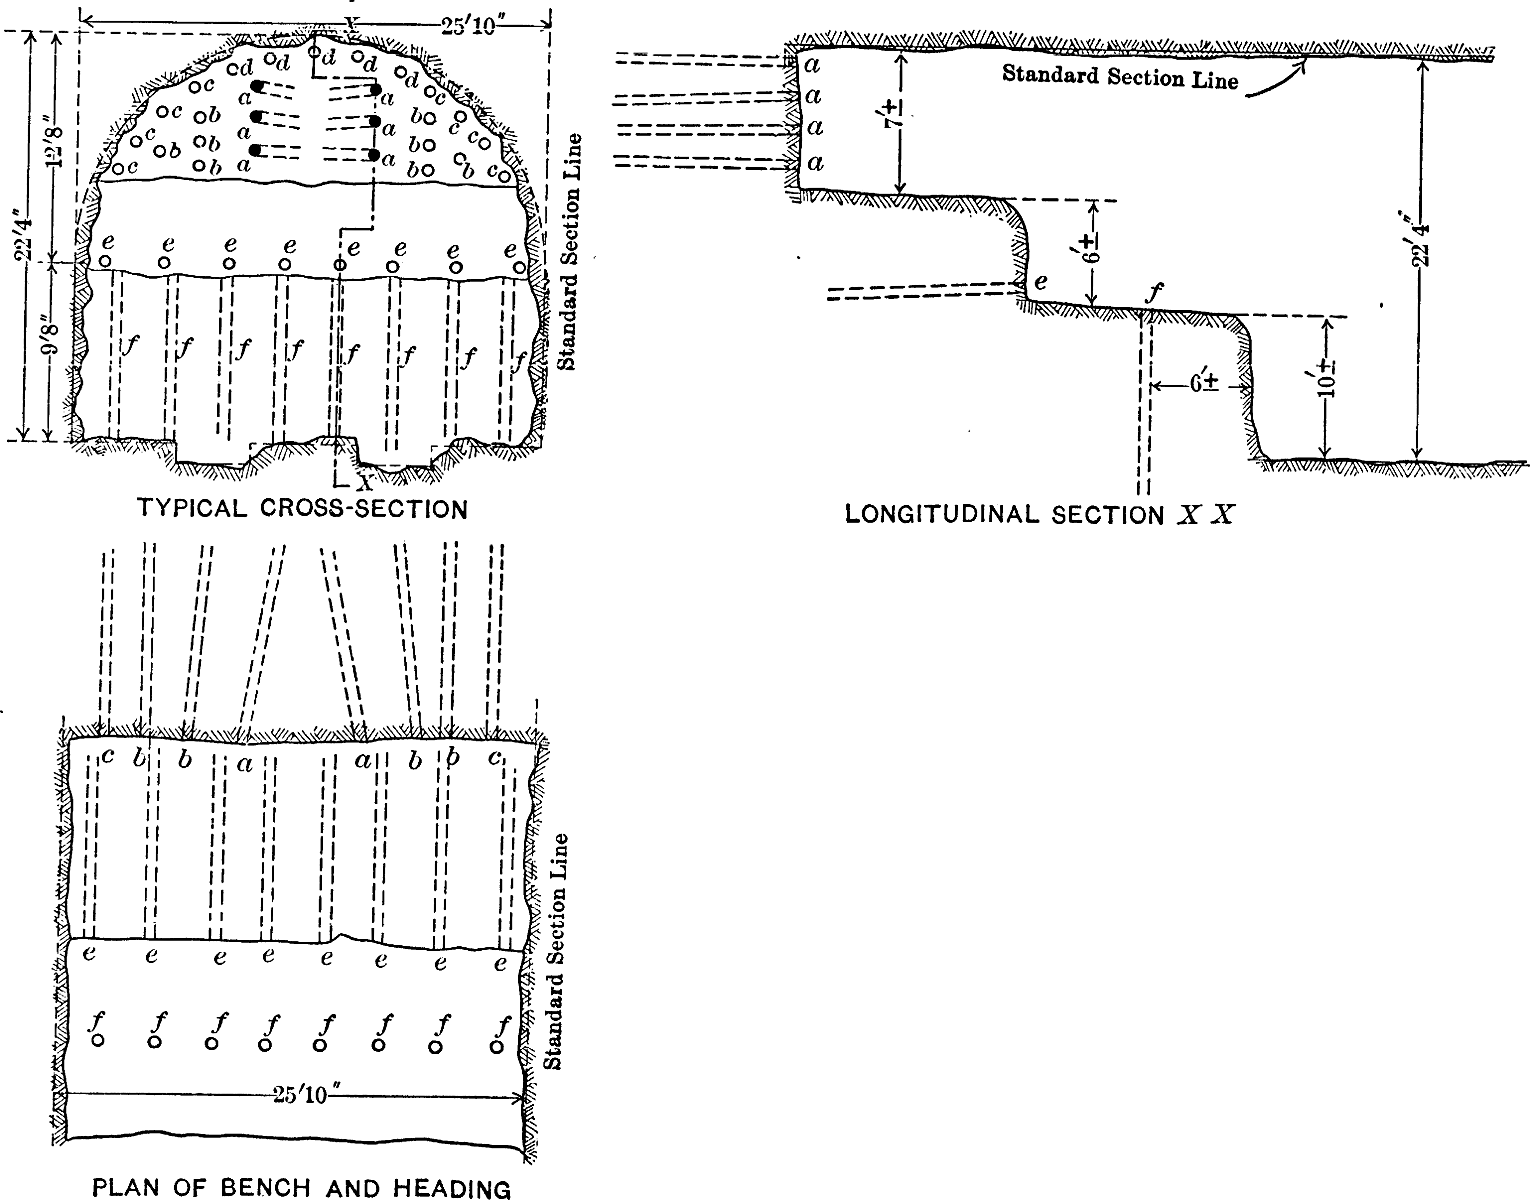 X 25'10"
d d d d d
c c a a c
c b a a b c
c b b a a b c
c b a a b b c
12'8"
22'4"
9'8"
e e e e e e e e
f f f f f f f f
X
Standard Section Line
TYPICAL CROSS-SECTION
a
a
a
a
7'±
Standard Section Line
6'±
e
f
6'±
10'±
22'4"
LONGITUDINAL SECTION X X
c b b a a b b c
e e e e e e e e
f f f f f f f f
25'10"
Standard Section Line
PLAN OF BENCH AND HEADING